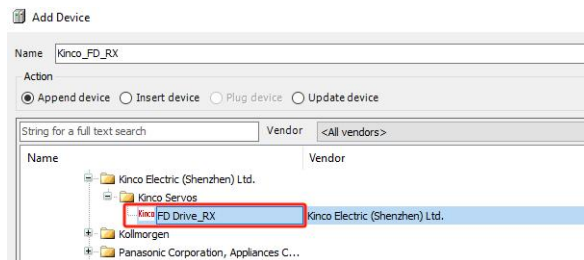 Add Device
Name Kinco_FD_RX
Action
Append device Insert device Plug device Update device
String for a full text search Vendor <All vendors>
Name Vendor
Kinco Electric (Shenzhen) Ltd.
Kinco Servos
Kinco FD Drive_RX Kinco Electric (Shenzhen) Ltd.
Kollmorgen
Panasonic Corporation, Appliances C...